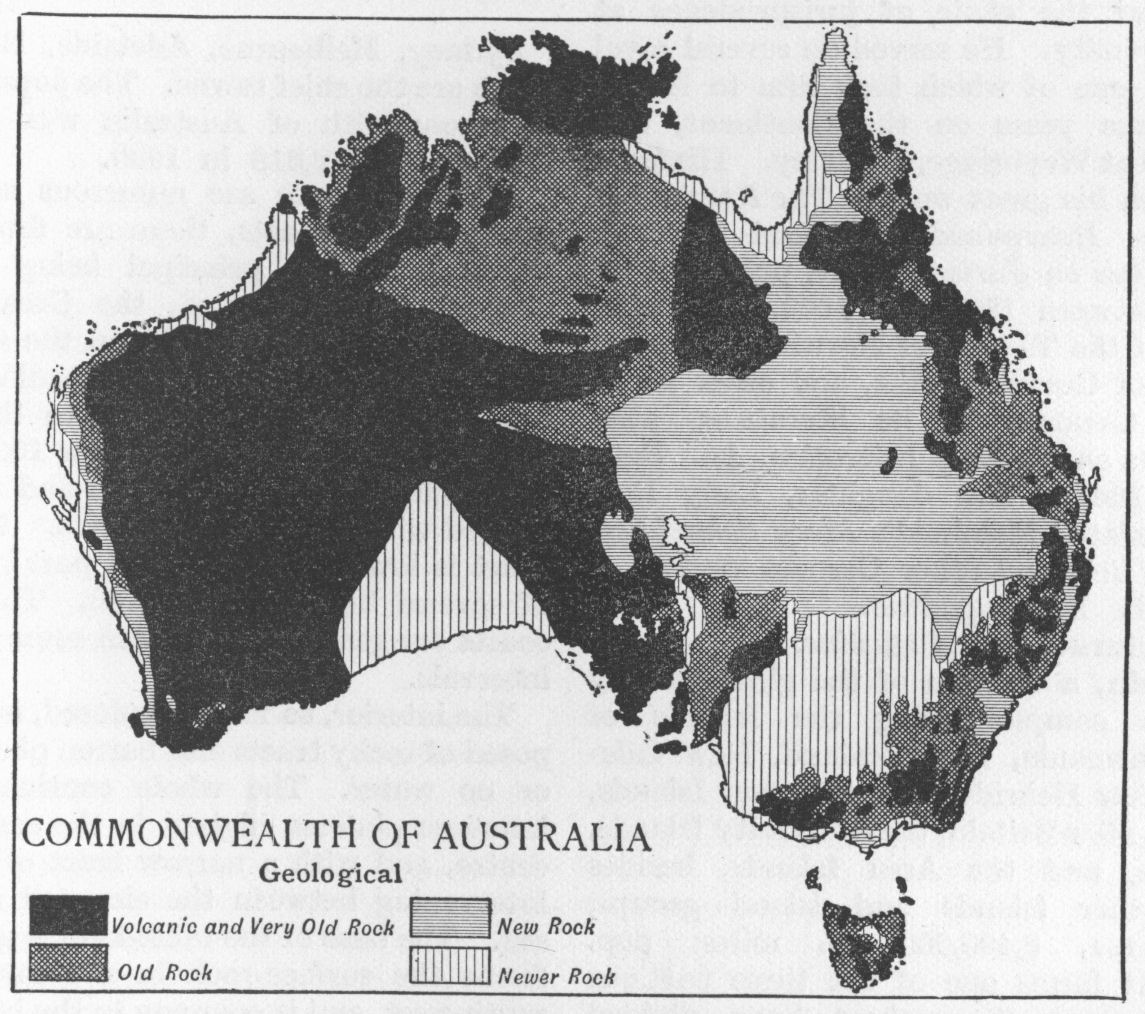 COMMONWEALTH OF AUSTRALIA
Geological
Volcanic and Very Old Rock
New Rock
Old Rock
Newer Rock